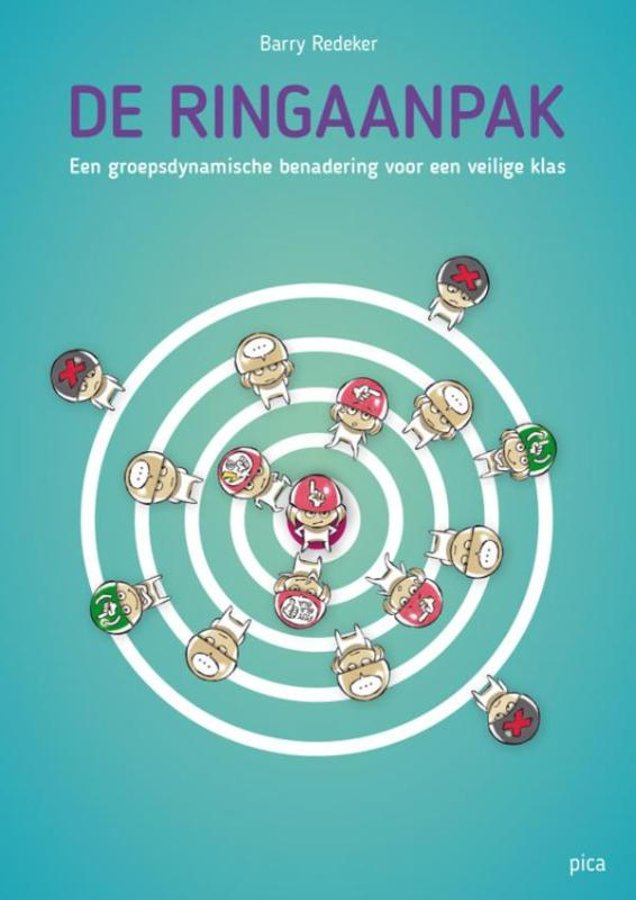 Barry Redeker
DE RINGAANPAK
Een groepsdynamische benadering voor een veilige klas
pica